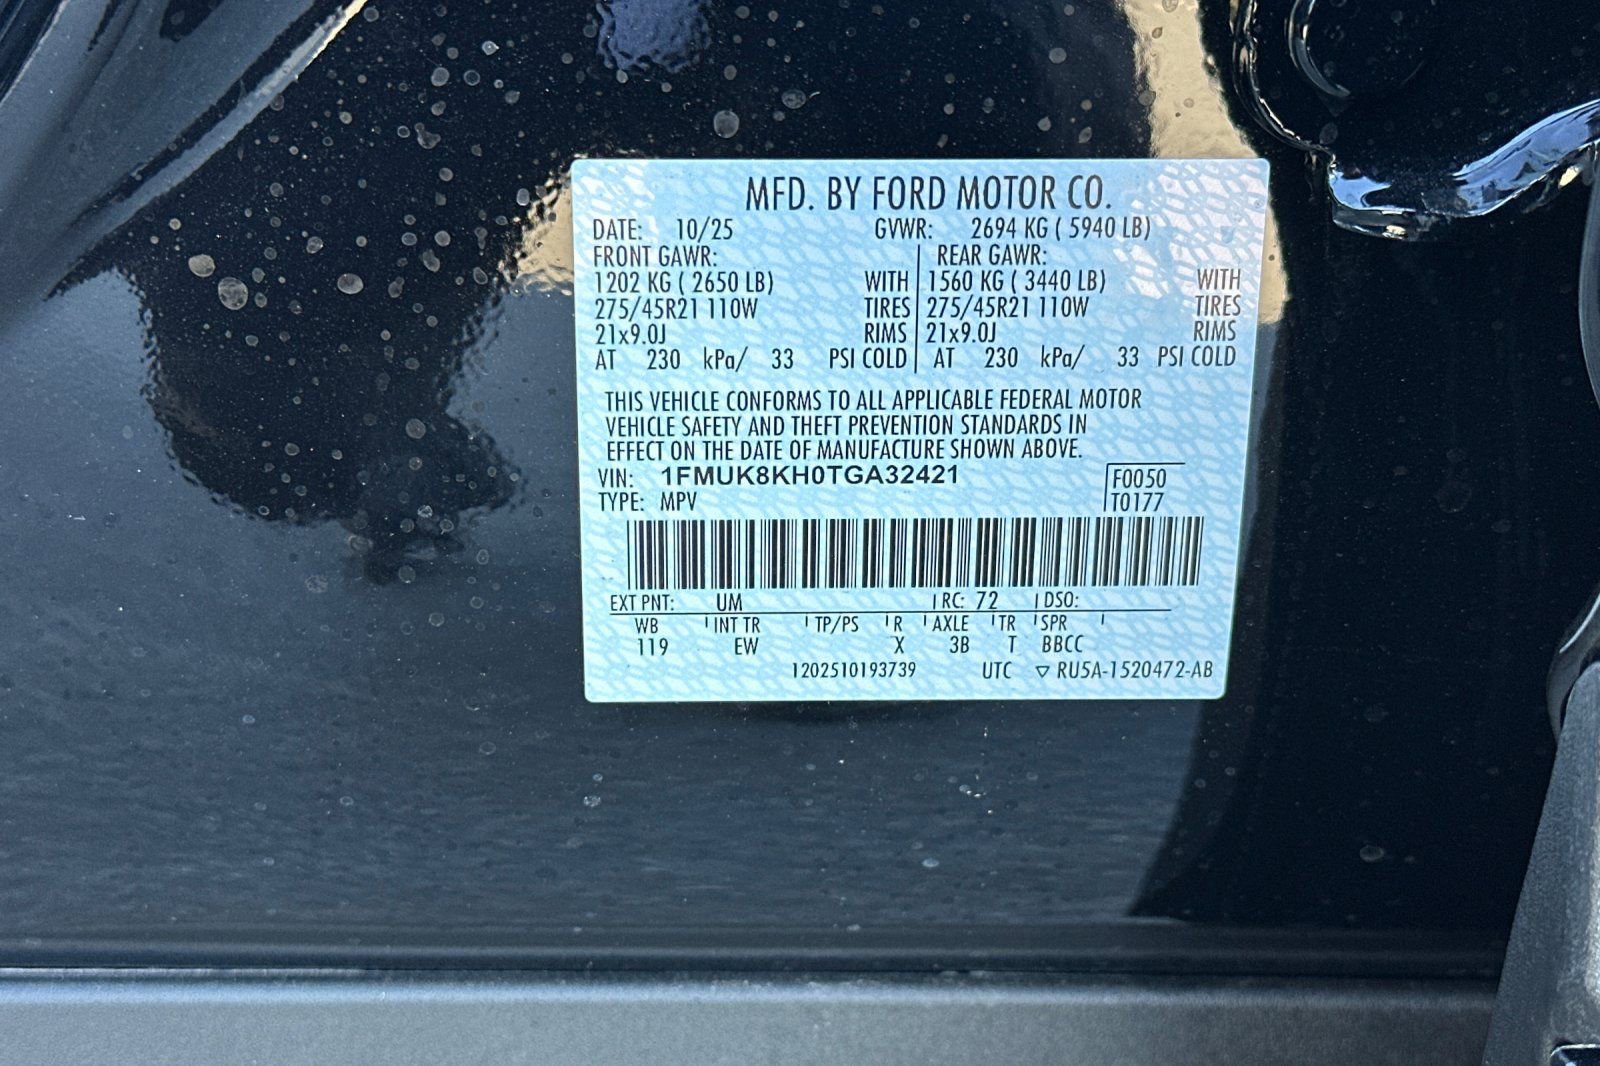 MFD. BY FORD MOTOR CO.
DATE: 10/25 GVWR: 2694 KG ( 5940 LB)
FRONT GAWR: REAR GAWR:
1202 KG ( 2650 LB) WITH 1560 KG ( 3440 LB) WITH
275/45R21 110W TIRES 275/45R21 110W TIRES
21x9.0J RIMS 21x9.0J RIMS
AT 230 kPa/ 33 PSI COLD AT 230 kPa/ 33 PSI COLD
THIS VEHICLE CONFORMS TO ALL APPLICABLE FEDERAL MOTOR
VEHICLE SAFETY AND THEFT PREVENTION STANDARDS IN
EFFECT ON THE DATE OF MANUFACTURE SHOWN ABOVE.
VIN: 1FMUK8KH0TGA32421 F0050
TYPE: MPV T0177
EXT PNT: UM RC: 72 DSO:
WB INT TR TP/PS R AXLE TR SPR
119 EW X 3B T BBCC
1202510193739 UTC ▽ RU5A-1520472-AB